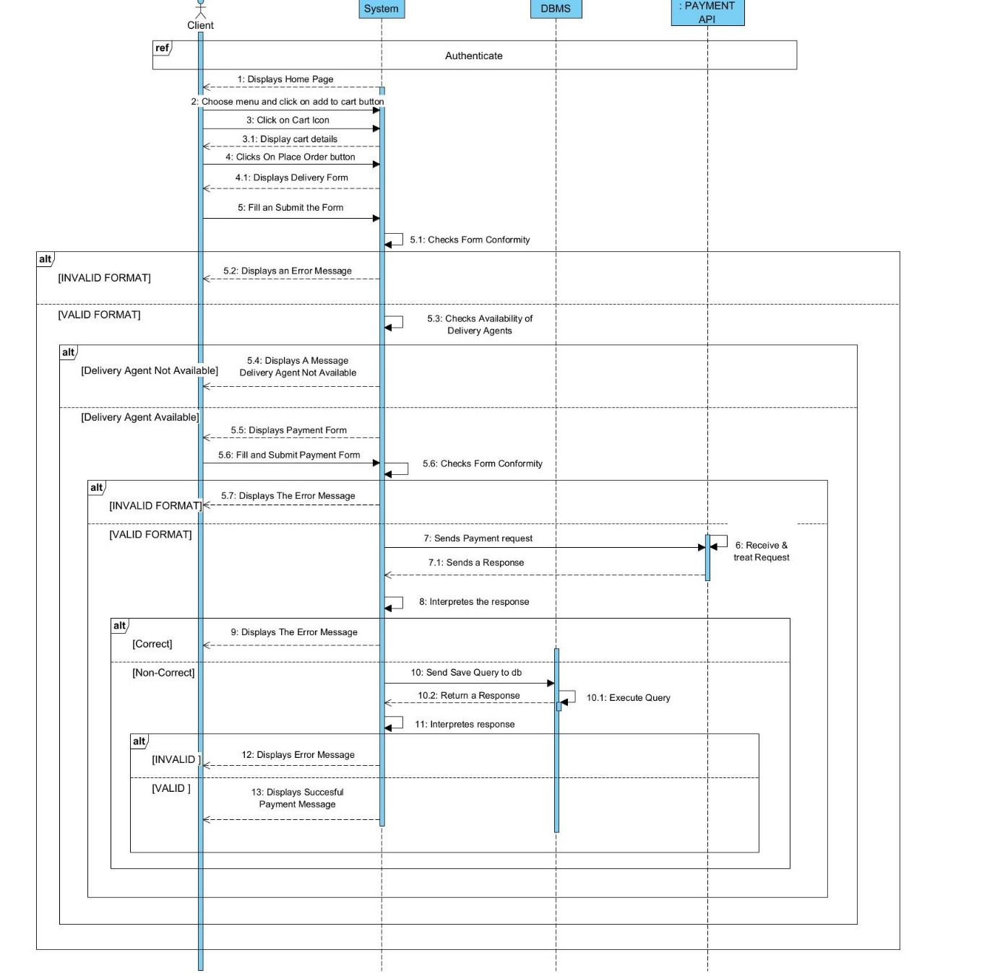 System
DBMS
: PAYMENT
API
Client
ref
Authenticate
1: Displays Home Page
2: Choose menu and click on add to cart button
3: Click on Cart Icon
3.1: Display cart details
4: Clicks On Place Order button
4.1: Displays Delivery Form
5: Fill an Submit the Form
5.1: Checks Form Conformity
alt
[INVALID FORMAT]
5.2: Displays an Error Message
[VALID FORMAT]
5.3: Checks Availability of
Delivery Agents
alt
[Delivery Agent Not Available]
5.4: Displays A Message
Delivery Agent Not Available
[Delivery Agent Available]
5.5: Displays Payment Form
5.6: Fill and Submit Payment Form
5.6: Checks Form Conformity
alt
[INVALID FORMAT]
5.7: Displays The Error Message
[VALID FORMAT]
7: Sends Payment request
6: Receive &
treat Request
7.1: Sends a Response
8: Interpretes the response
alt
[Correct]
9: Displays The Error Message
[Non-Correct]
10: Send Save Query to db
10.2: Return a Response
10.1: Execute Query
11: Interpretes response
alt
[INVALID ]
12: Displays Error Message
[VALID ]
13: Displays Succesful
Payment Message